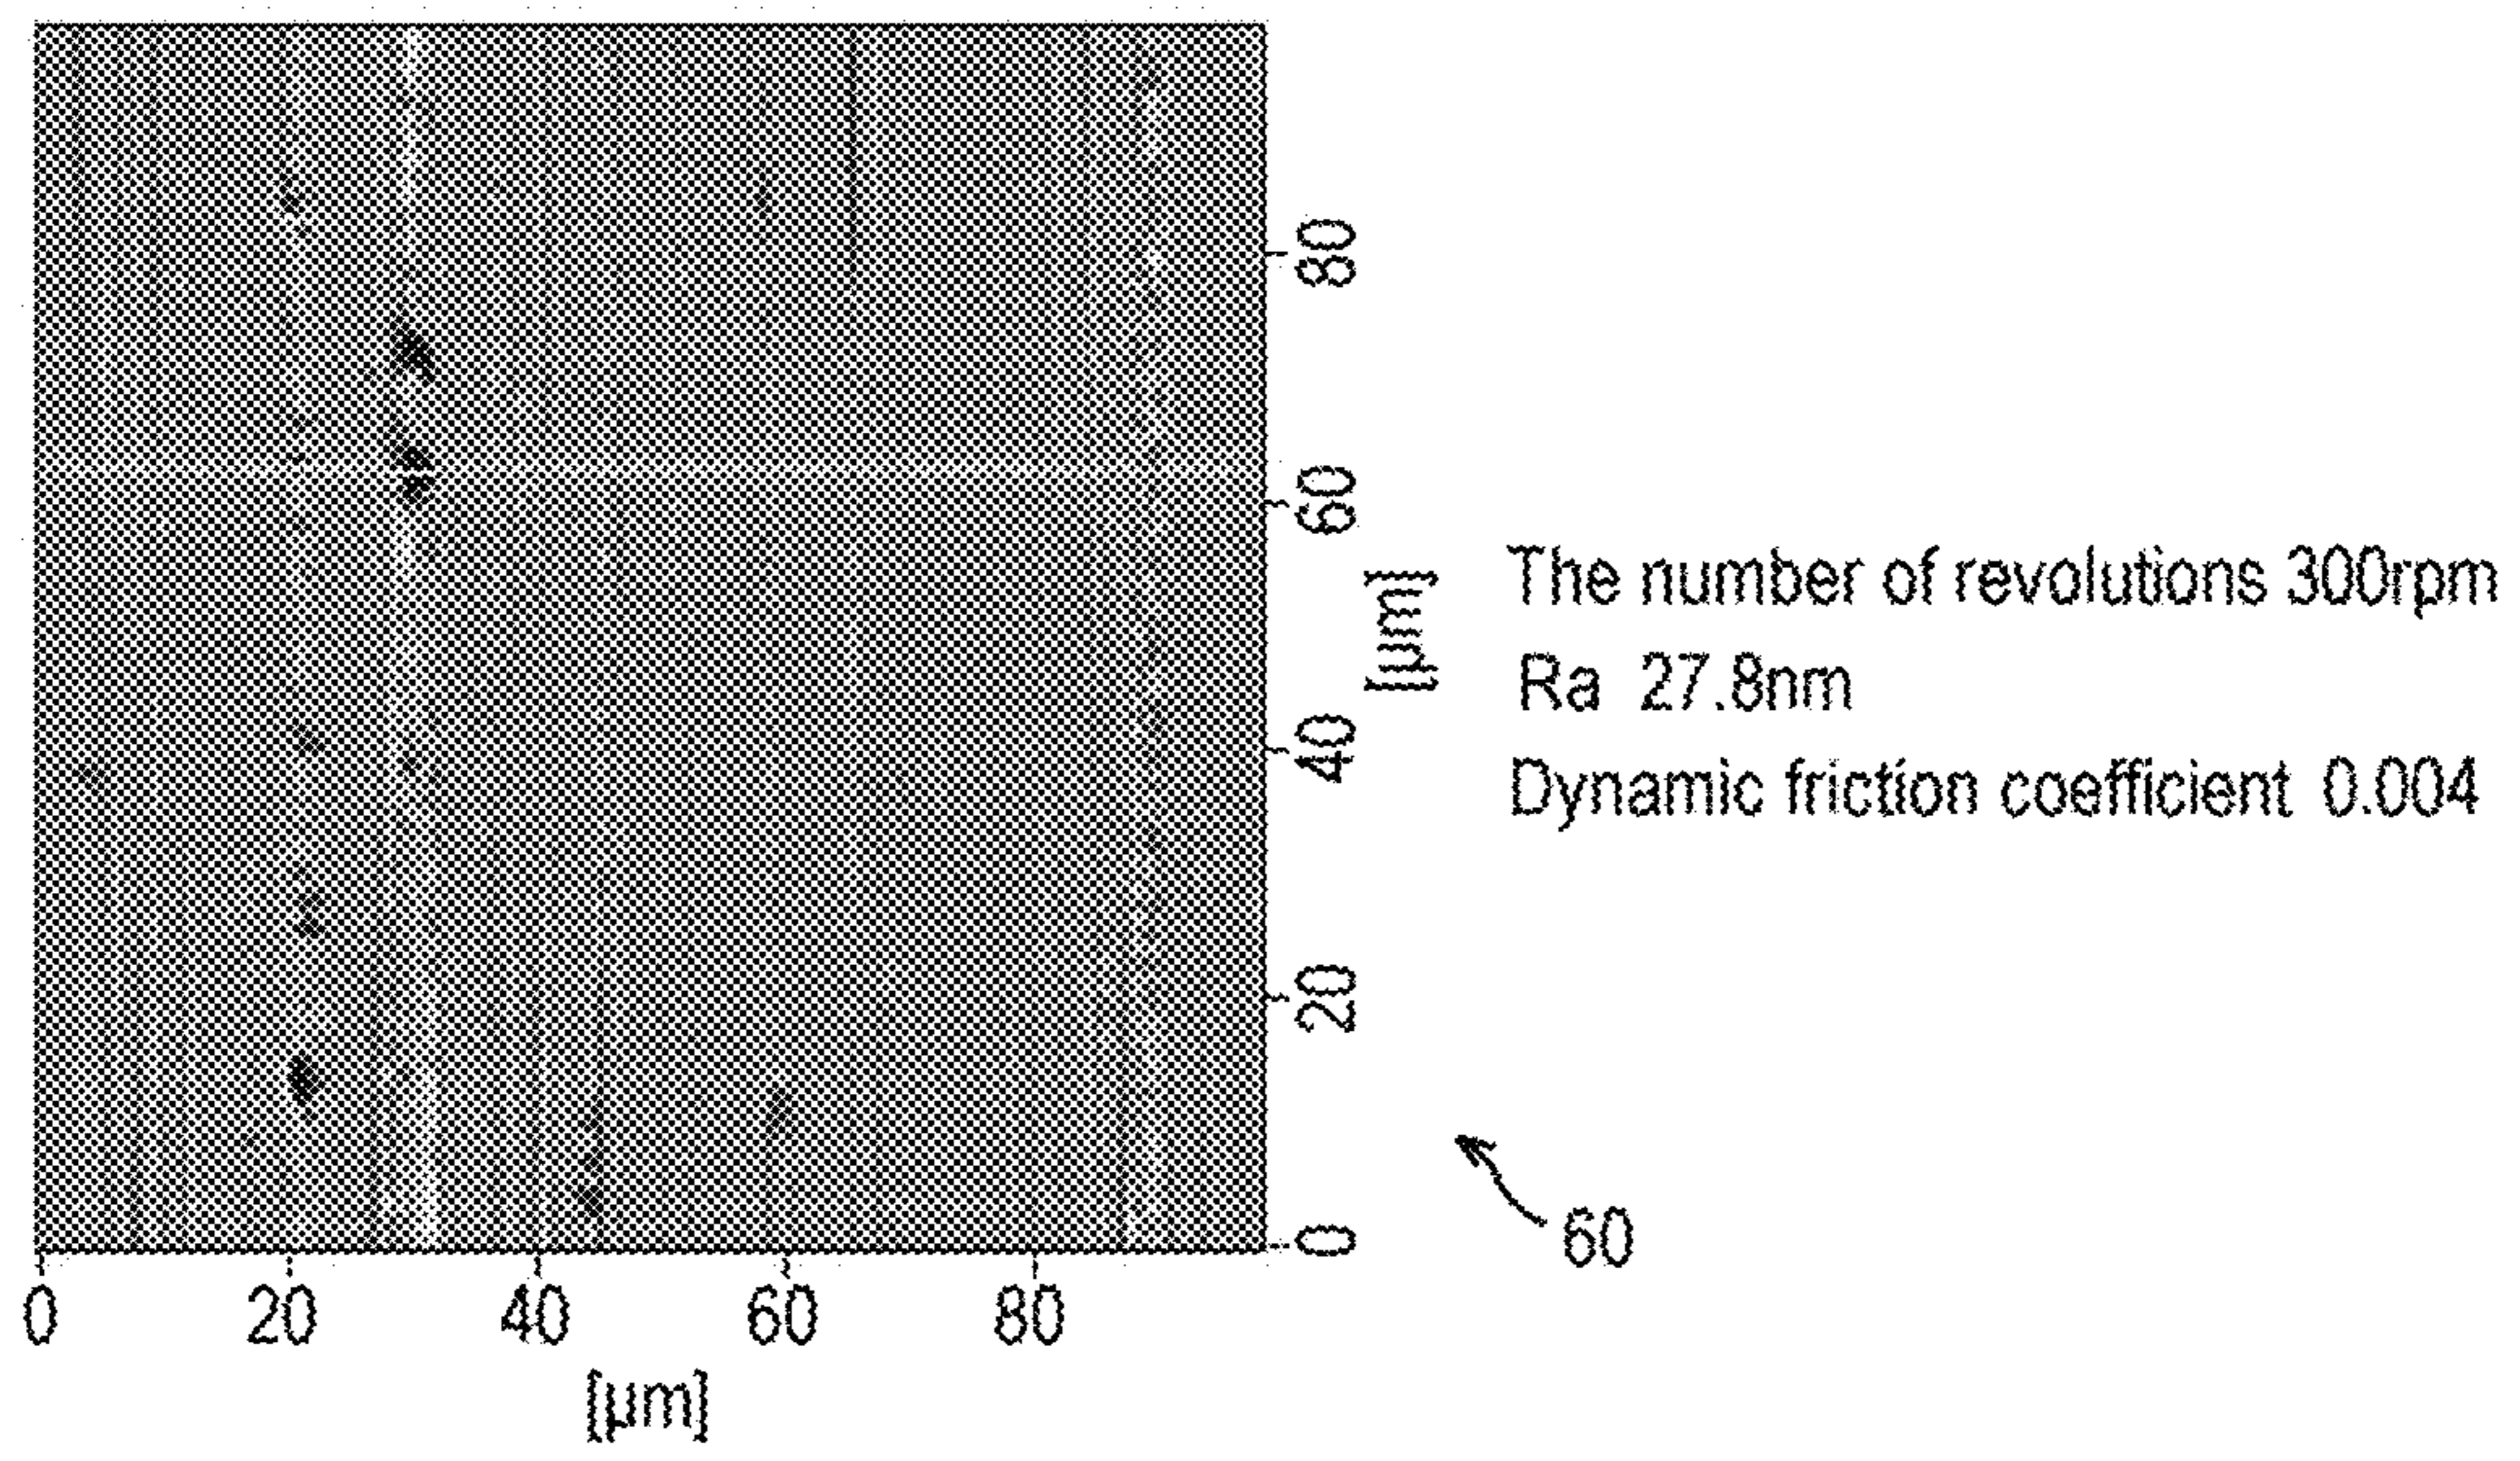 80
60
40
20
0
[μm]
The number of revolutions 300rpm
Ra 27.8nm
Dynamic friction coefficient 0.004
60
0 20 40 60 80
[μm]